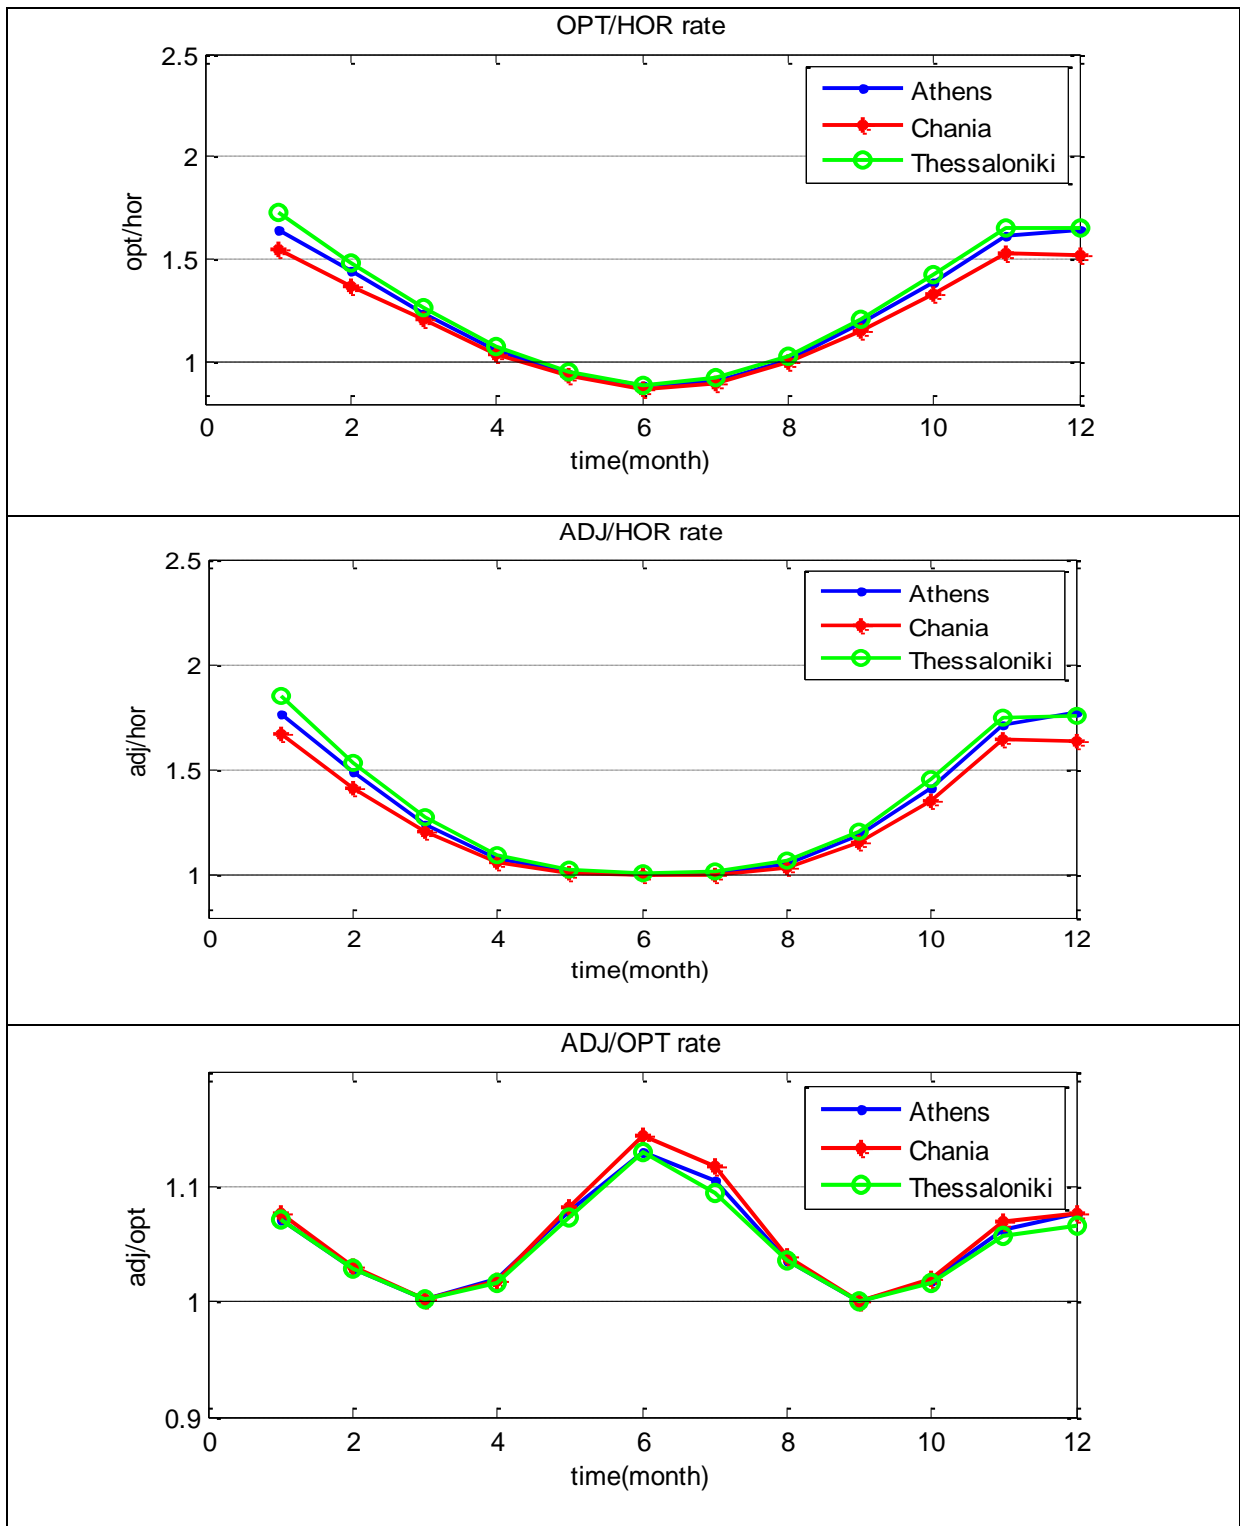 OPT/HOR rate
2.5
2
1.5
1
opt/hor
Athens
Chania
Thessaloniki
0 2 4 6 8 10 12
time(month)
ADJ/HOR rate
2.5
2
1.5
1
adj/hor
Athens
Chania
Thessaloniki
0 2 4 6 8 10 12
time(month)
ADJ/OPT rate
1.1
1
0.9
adj/opt
Athens
Chania
Thessaloniki
0 2 4 6 8 10 12
time(month)